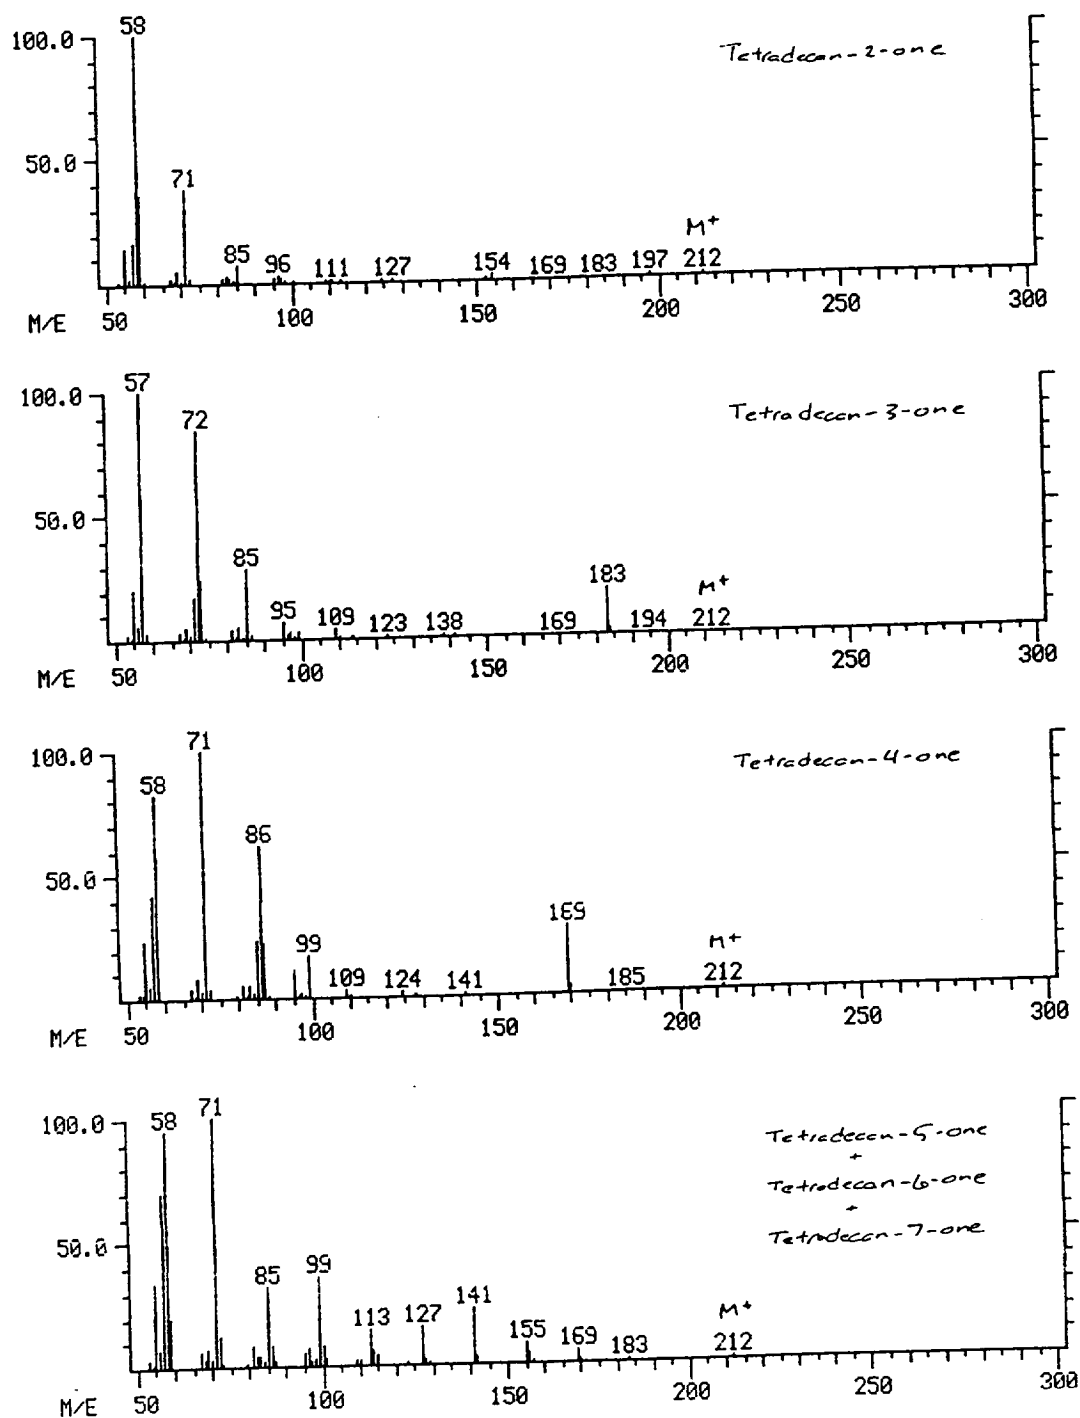 58
100.0
Tetradecan-2-one
50.0
71
M+
85 96 111 127 154 169 183 197 212
M/E 50 100 150 200 250 300
57
100.0
72
Tetradecan-3-one
50.0
85
183
M+
95 109 123 138 169 194 212
M/E 50 100 150 200 250 300
71
100.0
Tetradecan-4-one
58
86
50.0
169
M+
99 109 124 141 185 212
M/E 50 100 150 200 250 300
71
100.0 58
Tetradecan-5-one
+
Tetradecan-6-one
+
Tetradecan-7-one
50.0
85 99
113 127 141 155 169 183
M+
212
M/E 50 100 150 200 250 300